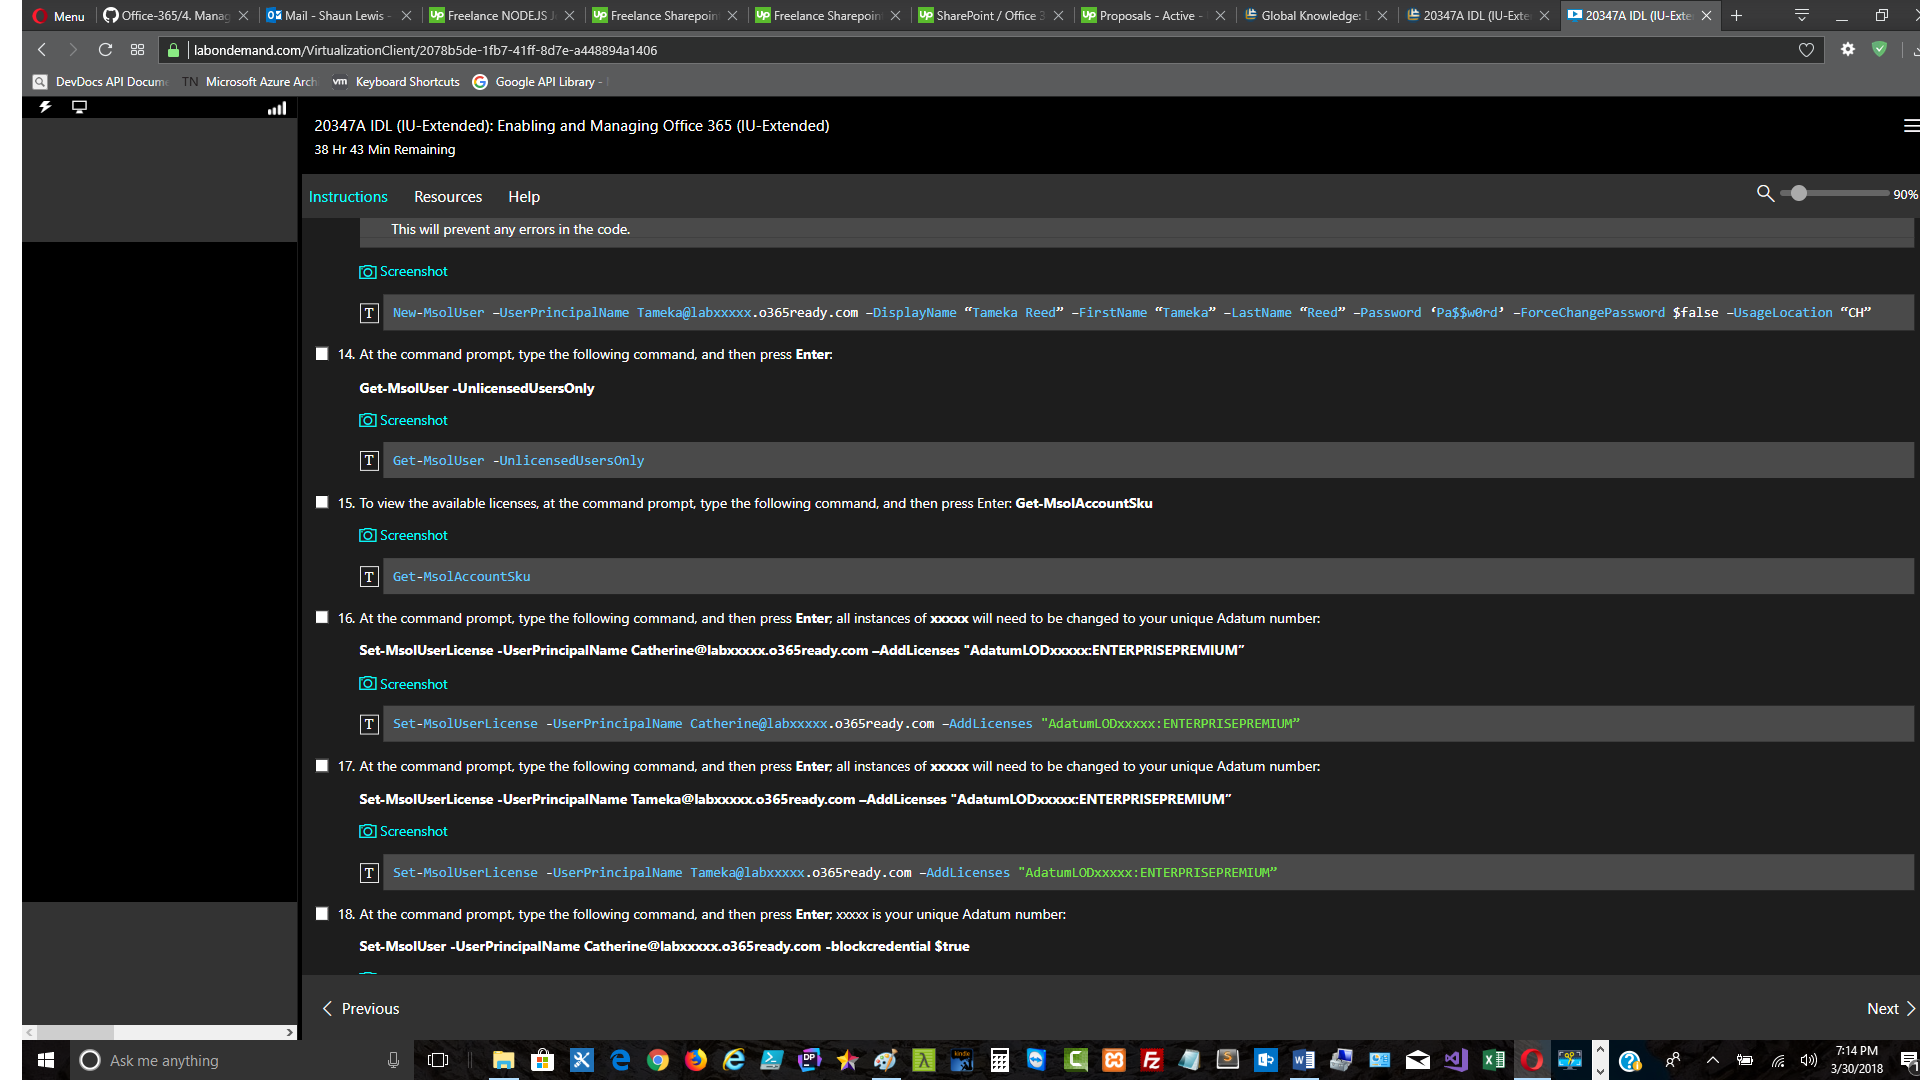 Menu
Office-365/4. Manag
Mail - Shaun Lewis -
Freelance NODEJS J
Freelance Sharepoin
Freelance Sharepoin
SharePoint / Office 3
Proposals - Active -
Global Knowledge: L
20347A IDL (IU-Exte
20347A IDL (IU-Exte
labondemand.com/VirtualizationClient/2078b5de-1fb7-41ff-8d7e-a448894a1406
DevDocs API Docume
TN Microsoft Azure Arch
vm Keyboard Shortcuts
Google API Library -
20347A IDL (IU-Extended): Enabling and Managing Office 365 (IU-Extended)
38 Hr 43 Min Remaining
Instructions Resources Help
90%
This will prevent any errors in the code.
Screenshot
T New-MsolUser –UserPrincipalName Tameka@labxxxxx.o365ready.com –DisplayName “Tameka Reed” –FirstName “Tameka” –LastName “Reed” –Password ‘Pa$$w0rd’ –ForceChangePassword $false –UsageLocation “CH”
14. At the command prompt, type the following command, and then press Enter:
Get-MsolUser -UnlicensedUsersOnly
Screenshot
T Get-MsolUser -UnlicensedUsersOnly
15. To view the available licenses, at the command prompt, type the following command, and then press Enter: Get-MsolAccountSku
Screenshot
T Get-MsolAccountSku
16. At the command prompt, type the following command, and then press Enter; all instances of xxxxx will need to be changed to your unique Adatum number:
Set-MsolUserLicense -UserPrincipalName Catherine@labxxxxx.o365ready.com –AddLicenses "AdatumLODxxxxx:ENTERPRISEPREMIUM”
Screenshot
T Set-MsolUserLicense -UserPrincipalName Catherine@labxxxxx.o365ready.com –AddLicenses "AdatumLODxxxxx:ENTERPRISEPREMIUM”
17. At the command prompt, type the following command, and then press Enter; all instances of xxxxx will need to be changed to your unique Adatum number:
Set-MsolUserLicense -UserPrincipalName Tameka@labxxxxx.o365ready.com –AddLicenses "AdatumLODxxxxx:ENTERPRISEPREMIUM”
Screenshot
T Set-MsolUserLicense -UserPrincipalName Tameka@labxxxxx.o365ready.com –AddLicenses "AdatumLODxxxxx:ENTERPRISEPREMIUM”
18. At the command prompt, type the following command, and then press Enter; xxxxx is your unique Adatum number:
Set-MsolUser -UserPrincipalName Catherine@labxxxxx.o365ready.com -blockcredential $true
Previous
Next
Ask me anything
7:14 PM
3/30/2018